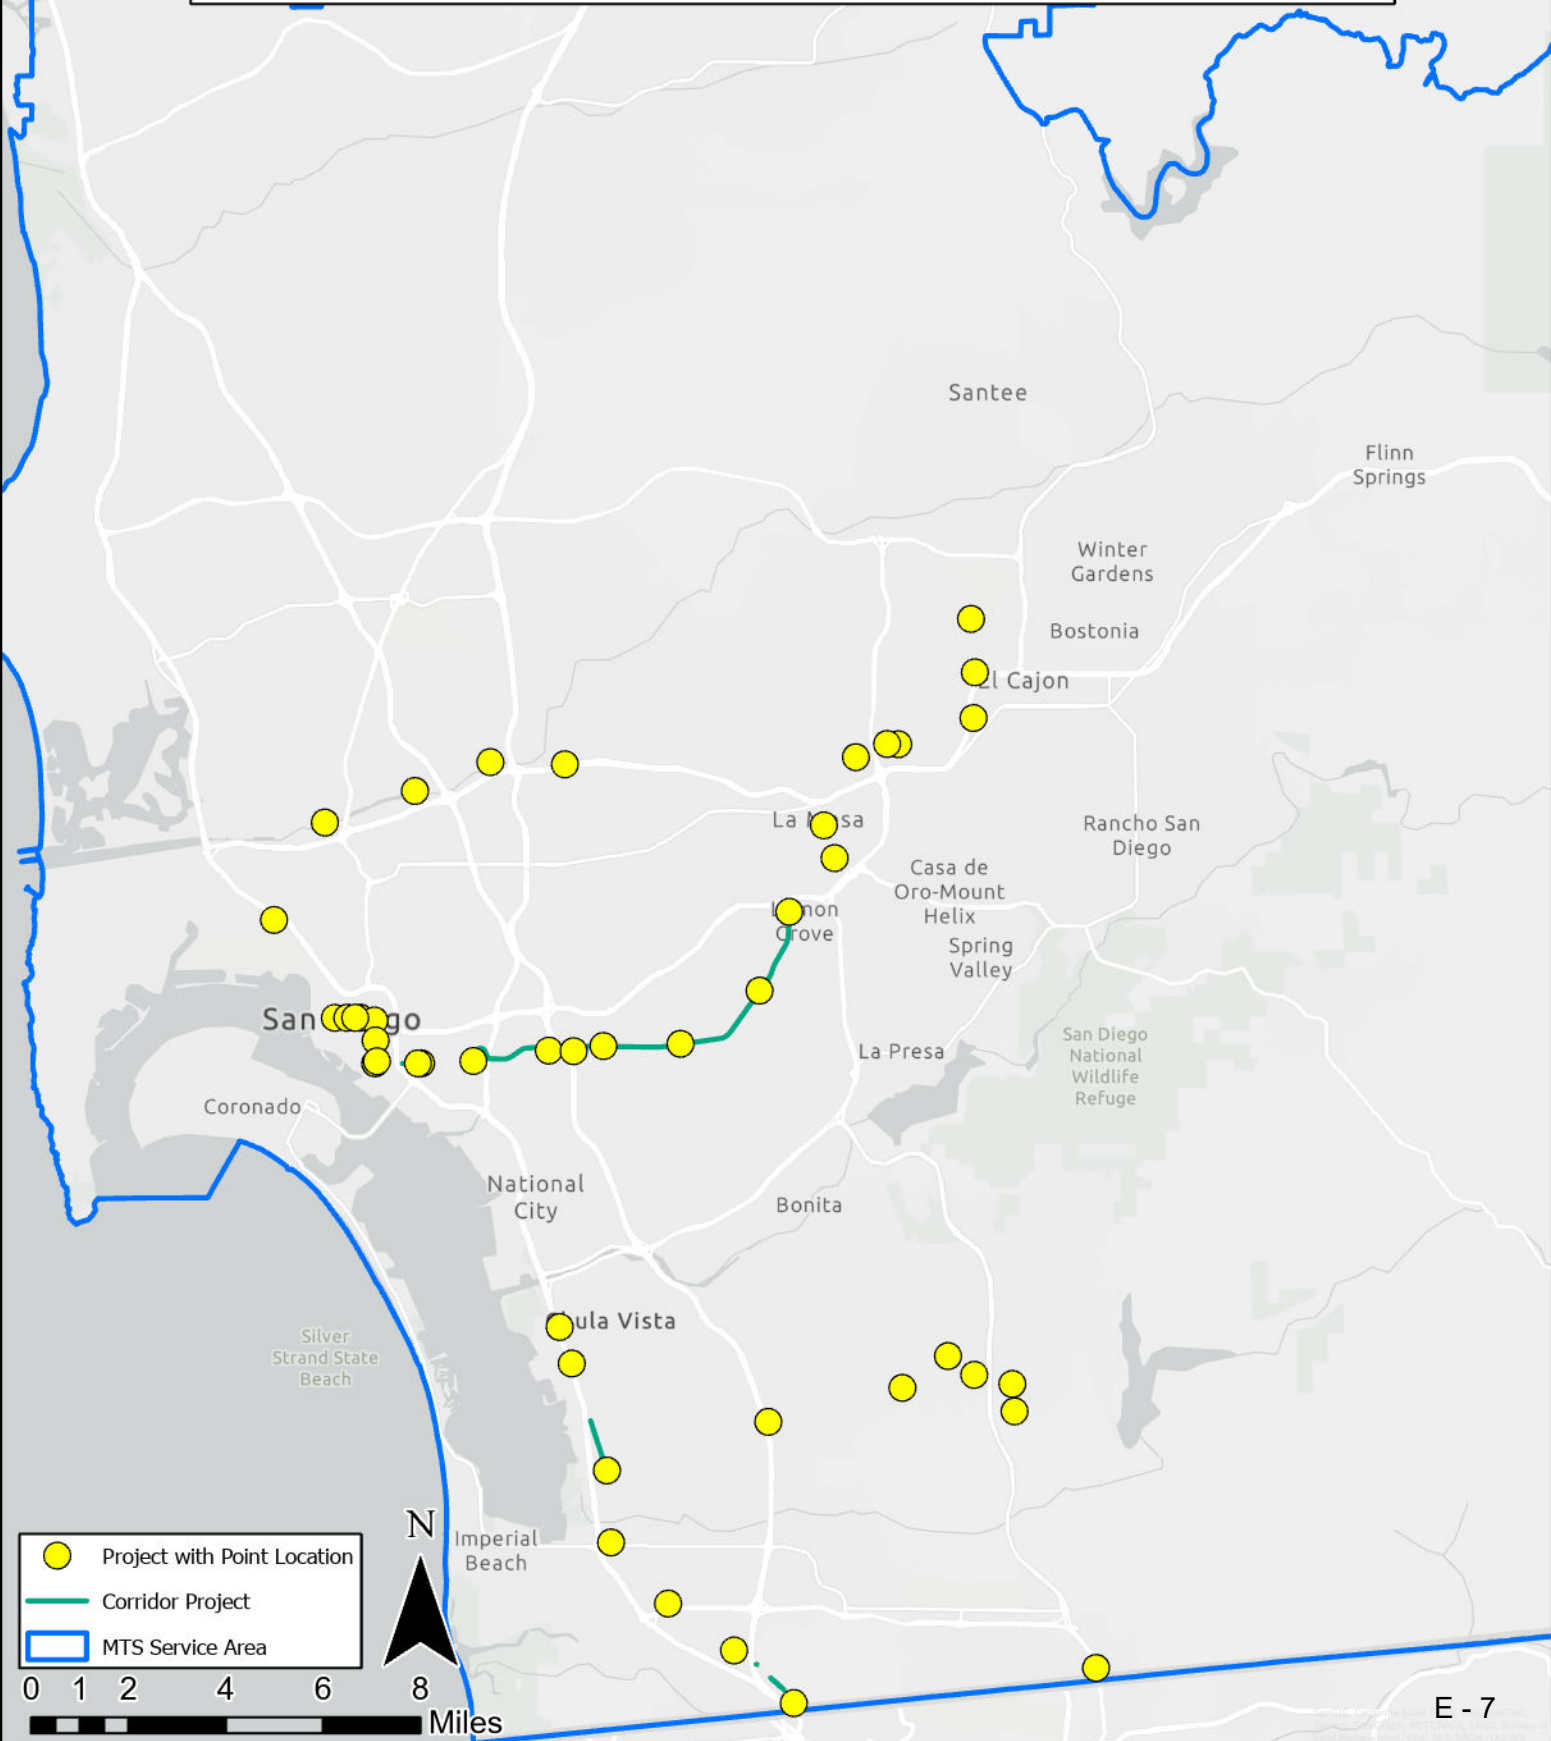 Santee
Flinn
Springs
Winter
Gardens
Bostonia
El Cajon
La Mesa
Rancho San
Diego
Casa de
Oro-Mount
Helix
Lemon
Grove
Spring
Valley
San Diego
San Diego
National
Wildlife
Refuge
La Presa
Coronado
National
City
Bonita
Chula Vista
Silver
Strand State
Beach
Imperial
Beach
N
Project with Point Location
Corridor Project
MTS Service Area
0 1 2 4 6 8
Miles
E - 7